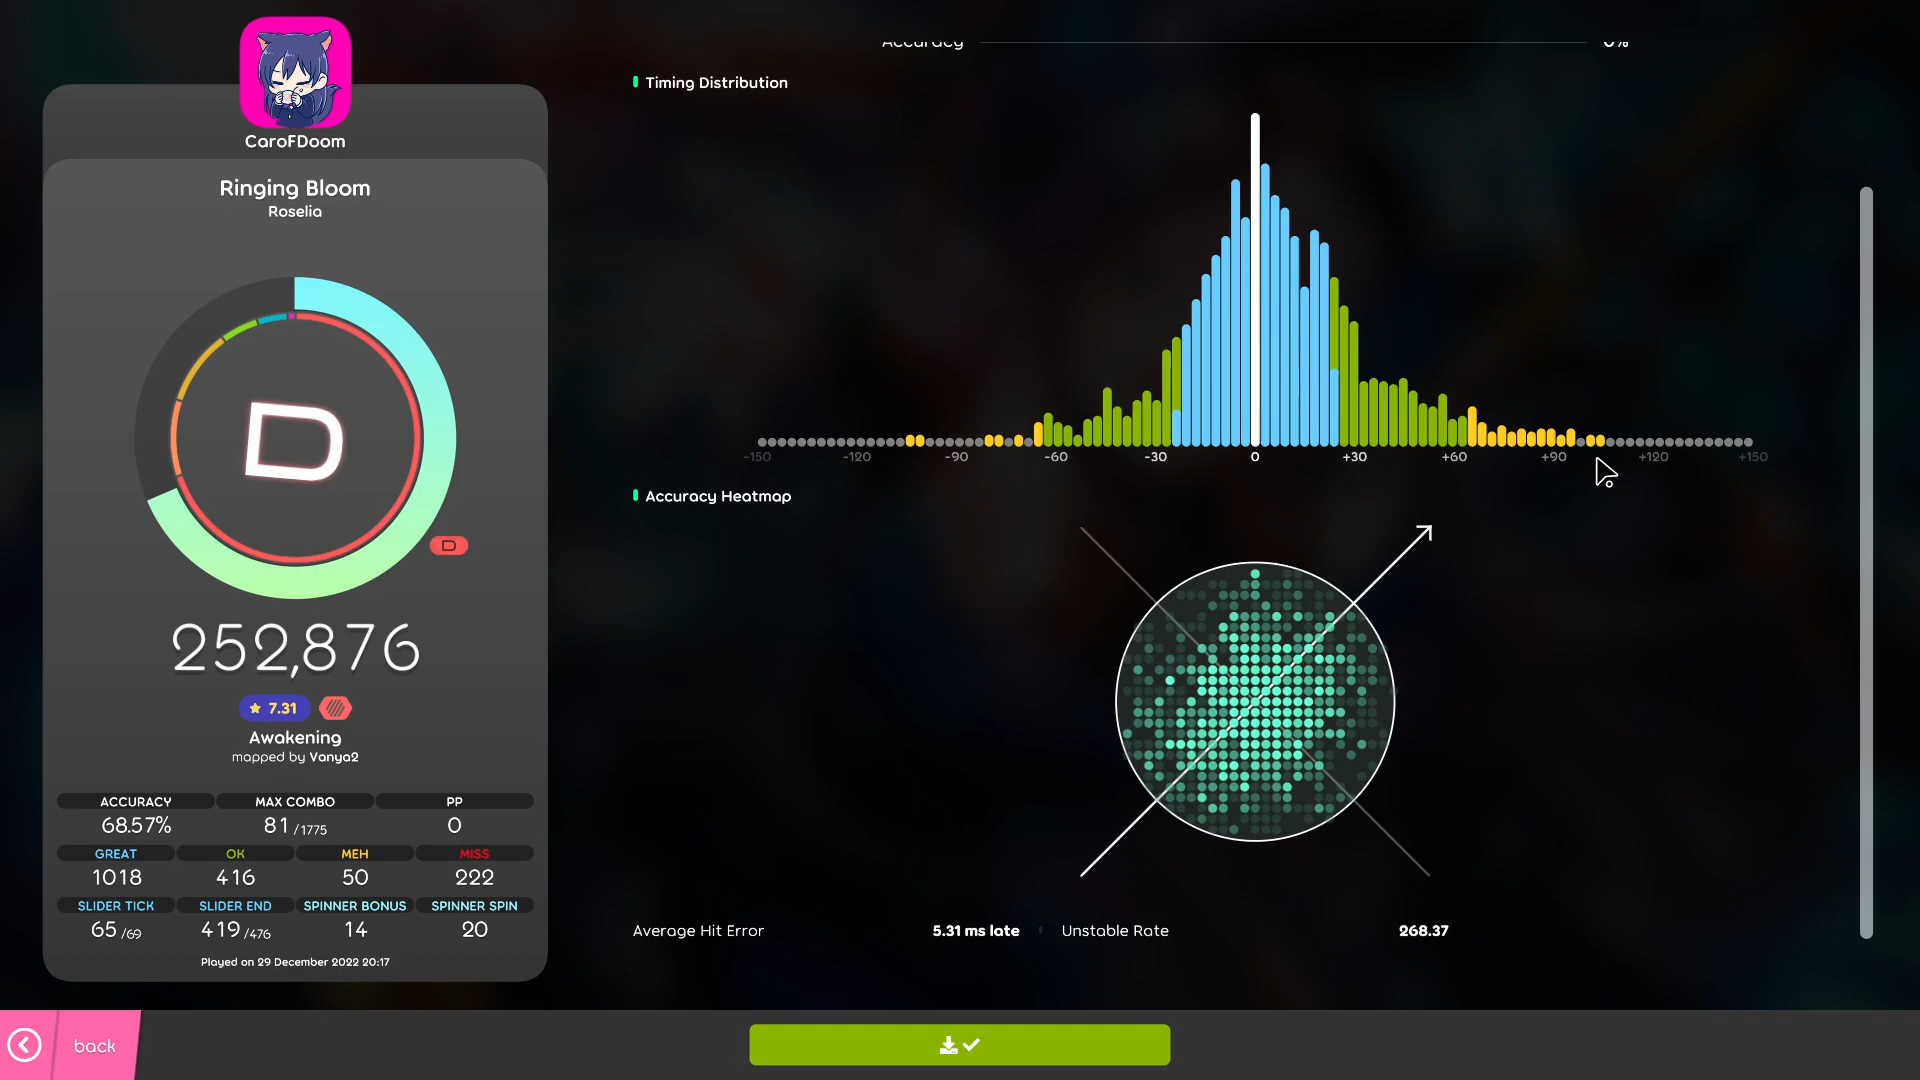 CaroFDoom
Ringing Bloom
Roselia
D
D
252,876
7.31
Awakening
mapped by Vanya2
ACCURACY MAX COMBO PP
68.57% 81/1775 0
GREAT OK MEH MISS
1018 416 50 222
SLIDER TICK SLIDER END SPINNER BONUS SPINNER SPIN
65/69 419/476 14 20
Played on 29 December 2022 20:17
Accuracy 0%
Timing Distribution
-150 -120 -90 -60 -30 0 +30 +60 +90 +120 +150
Accuracy Heatmap
Average Hit Error 5.31 ms late Unstable Rate 268.37
back